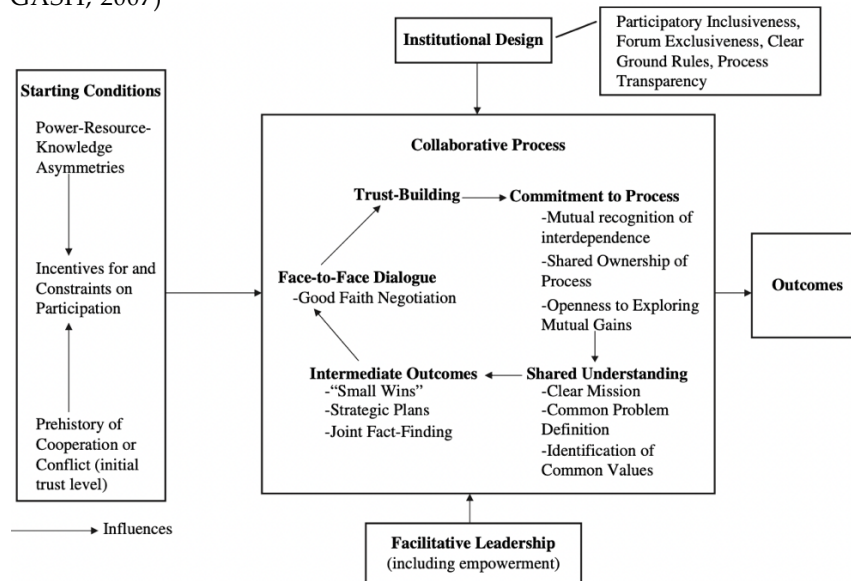 GASH, 2007)
Institutional Design
Participatory Inclusiveness,
Forum Exclusiveness, Clear
Ground Rules, Process
Transparency
Starting Conditions
Power-Resource-
Knowledge
Asymmetries
Incentives for and
Constraints on
Participation
Prehistory of
Cooperation or
Conflict (initial
trust level)
Influences
Collaborative Process
Trust-Building
Commitment to Process
-Mutual recognition of
interdependence
-Shared Ownership of
Process
-Openness to Exploring
Mutual Gains
Face-to-Face Dialogue
-Good Faith Negotiation
Intermediate Outcomes
-“Small Wins”
-Strategic Plans
-Joint Fact-Finding
Shared Understanding
-Clear Mission
-Common Problem
Definition
-Identification of
Common Values
Outcomes
Facilitative Leadership
(including empowerment)